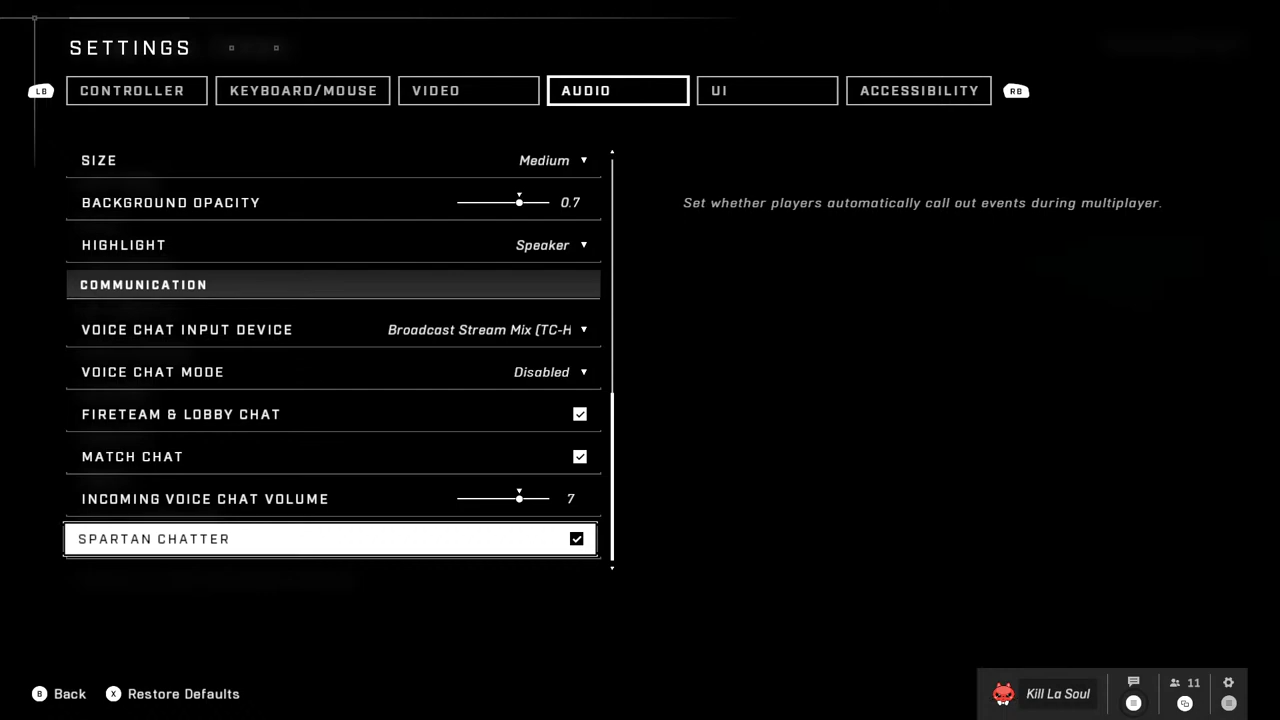 SETTINGS
LB
CONTROLLER
KEYBOARD/MOUSE
VIDEO
AUDIO
UI
ACCESSIBILITY
RB
SIZE Medium
BACKGROUND OPACITY 0.7
HIGHLIGHT Speaker
COMMUNICATION
VOICE CHAT INPUT DEVICE Broadcast Stream Mix (TC-H
VOICE CHAT MODE Disabled
FIRETEAM & LOBBY CHAT
MATCH CHAT
INCOMING VOICE CHAT VOLUME 7
SPARTAN CHATTER
Set whether players automatically call out events during multiplayer.
B Back
X Restore Defaults
Kill La Soul
11